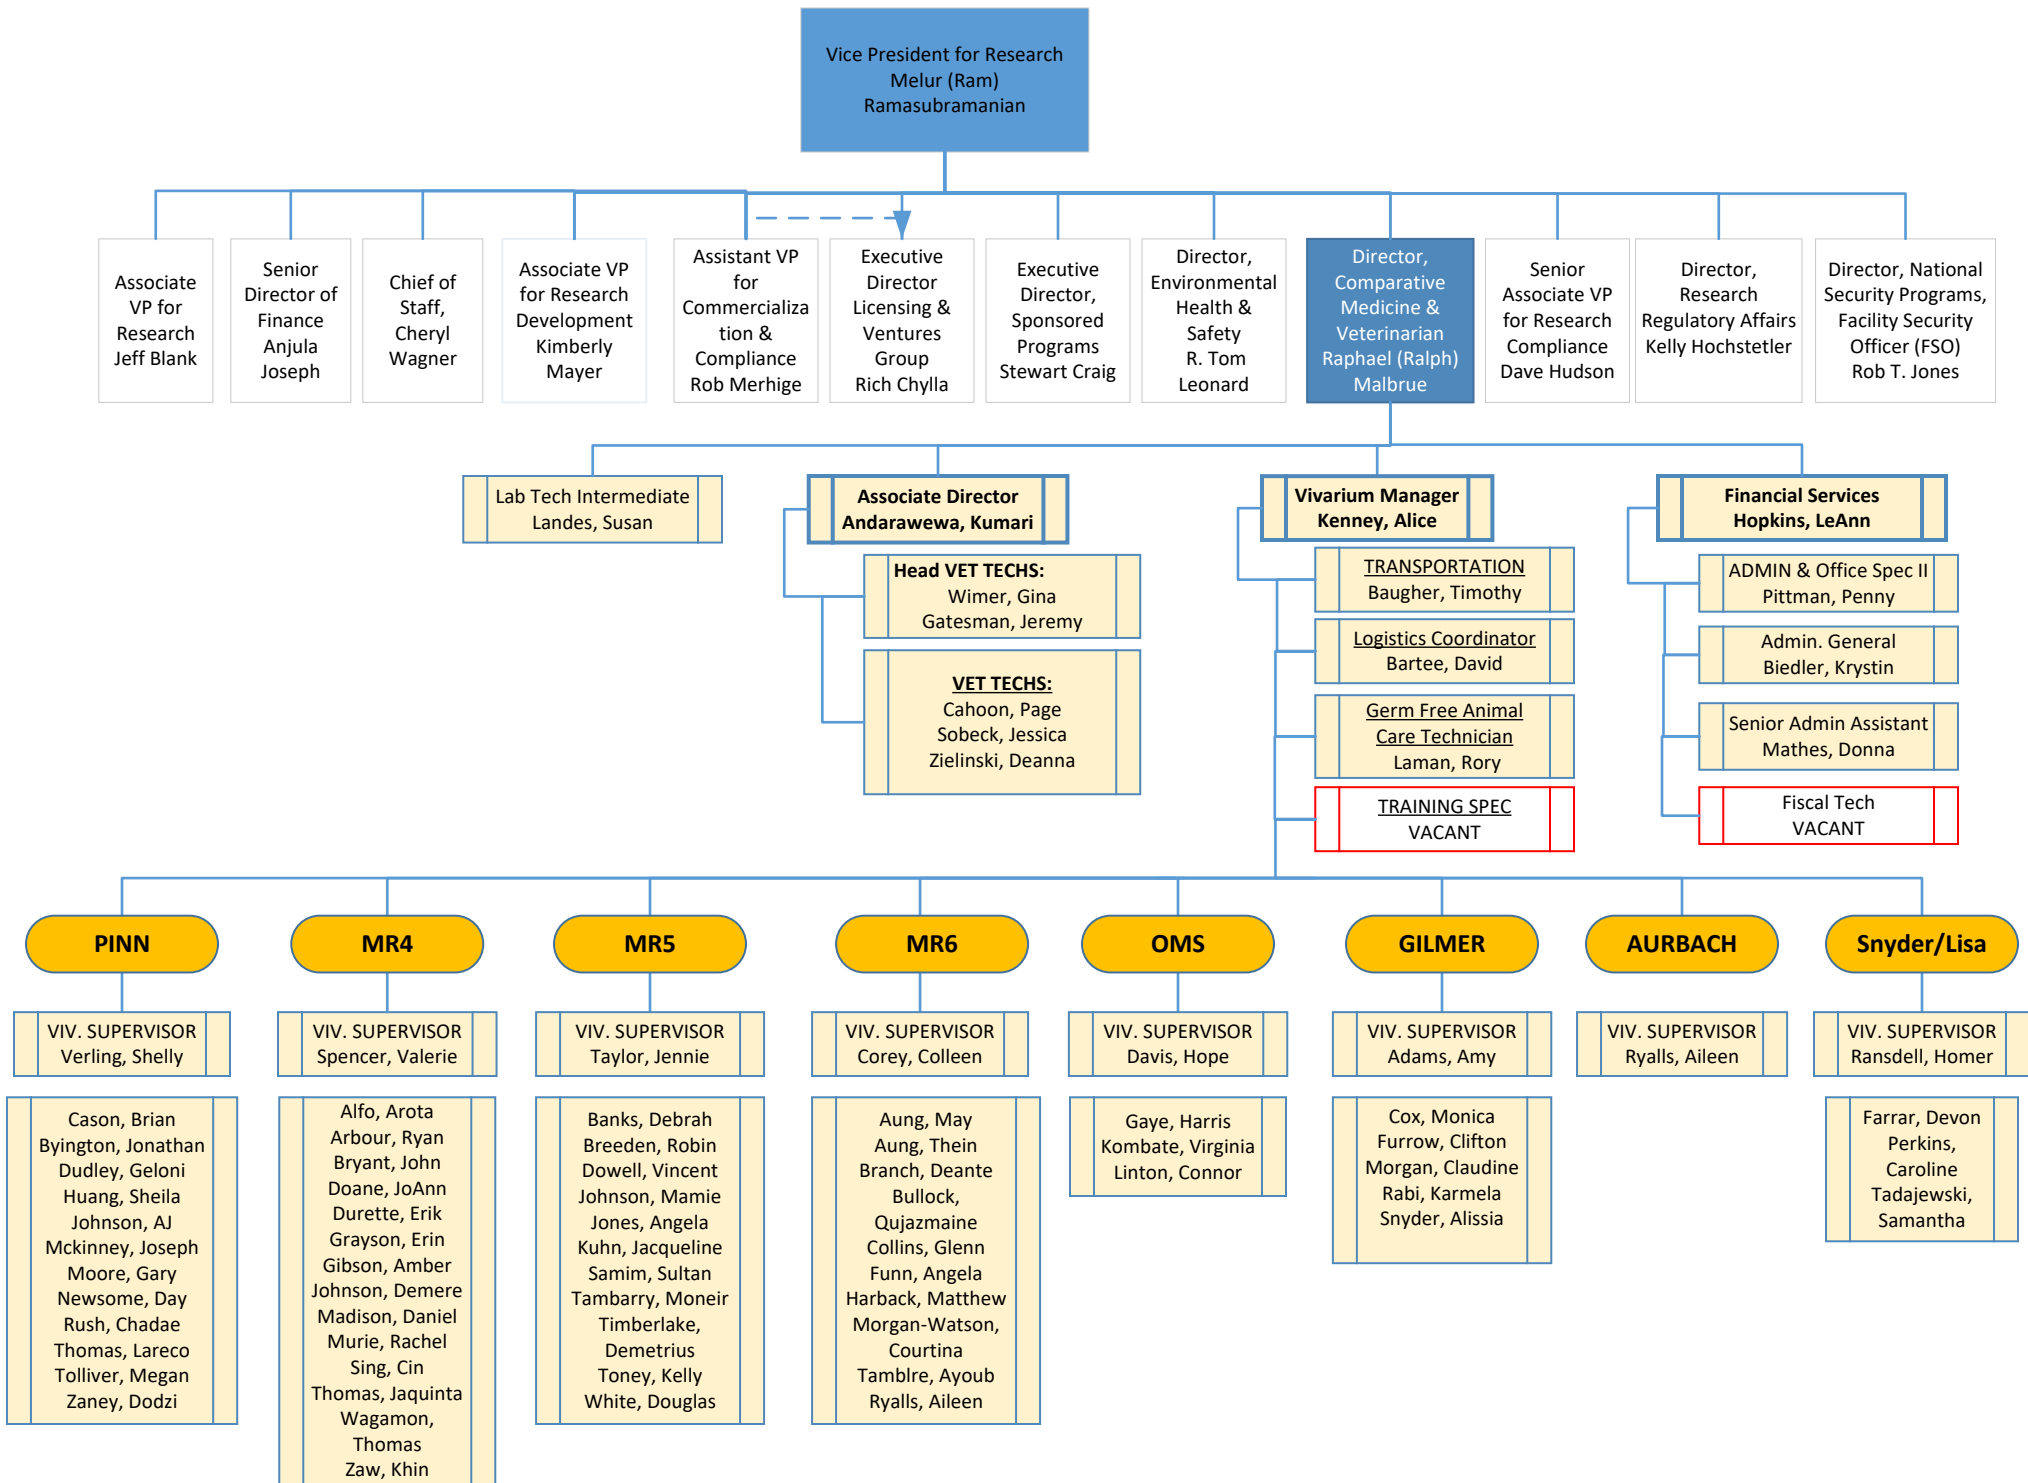 Vice President for Research
Melur (Ram)
Ramasubramanian
Associate
VP for
Research
Jeff Blank
Senior
Director of
Finance
Anjula
Joseph
Chief of
Staff,
Cheryl
Wagner
Associate VP
for Research
Development
Kimberly
Mayer
Assistant VP
for
Commercializa
tion &
Compliance
Rob Merhige
Executive
Director
Licensing &
Ventures
Group
Rich Chylla
Executive
Director,
Sponsored
Programs
Stewart Craig
Director,
Environmental
Health &
Safety
R. Tom
Leonard
Director,
Comparative
Medicine &
Veterinarian
Raphael (Ralph)
Malbrue
Senior
Associate VP
for Research
Compliance
Dave Hudson
Director,
Research
Regulatory Affairs
Kelly Hochstetler
Director, National
Security Programs,
Facility Security
Officer (FSO)
Rob T. Jones
Lab Tech Intermediate
Landes, Susan
Associate Director
Andarawewa, Kumari
Head VET TECHS:
Wimer, Gina
Gatesman, Jeremy
VET TECHS:
Cahoon, Page
Sobeck, Jessica
Zielinski, Deanna
Vivarium Manager
Kenney, Alice
TRANSPORTATION
Baugher, Timothy
Logistics Coordinator
Bartee, David
Germ Free Animal
Care Technician
Laman, Rory
TRAINING SPEC
VACANT
Financial Services
Hopkins, LeAnn
ADMIN & Office Spec II
Pittman, Penny
Admin. General
Biedler, Krystin
Senior Admin Assistant
Mathes, Donna
Fiscal Tech
VACANT
PINN
VIV. SUPERVISOR
Verling, Shelly
Cason, Brian
Byington, Jonathan
Dudley, Geloni
Huang, Sheila
Johnson, AJ
Mckinney, Joseph
Moore, Gary
Newsome, Day
Rush, Chadae
Thomas, Lareco
Tolliver, Megan
Zaney, Dodzi
MR4
VIV. SUPERVISOR
Spencer, Valerie
Alfo, Arota
Arbour, Ryan
Bryant, John
Doane, JoAnn
Durette, Erik
Grayson, Erin
Gibson, Amber
Johnson, Demere
Madison, Daniel
Murie, Rachel
Sing, Cin
Thomas, Jaquinta
Wagamon,
Thomas
Zaw, Khin
MR5
VIV. SUPERVISOR
Taylor, Jennie
Banks, Debrah
Breeden, Robin
Dowell, Vincent
Johnson, Mamie
Jones, Angela
Kuhn, Jacqueline
Samim, Sultan
Tambarry, Moneir
Timberlake,
Demetrius
Toney, Kelly
White, Douglas
MR6
VIV. SUPERVISOR
Corey, Colleen
Aung, May
Aung, Thein
Branch, Deante
Bullock,
Qujazmaine
Collins, Glenn
Funn, Angela
Harback, Matthew
Morgan-Watson,
Courtina
Tamblre, Ayoub
Ryalls, Aileen
OMS
VIV. SUPERVISOR
Davis, Hope
Gaye, Harris
Kombate, Virginia
Linton, Connor
GILMER
VIV. SUPERVISOR
Adams, Amy
Cox, Monica
Furrow, Clifton
Morgan, Claudine
Rabi, Karmela
Snyder, Alissia
AURBACH
VIV. SUPERVISOR
Ryalls, Aileen
Snyder/Lisa
VIV. SUPERVISOR
Ransdell, Homer
Farrar, Devon
Perkins,
Caroline
Tadajewski,
Samantha